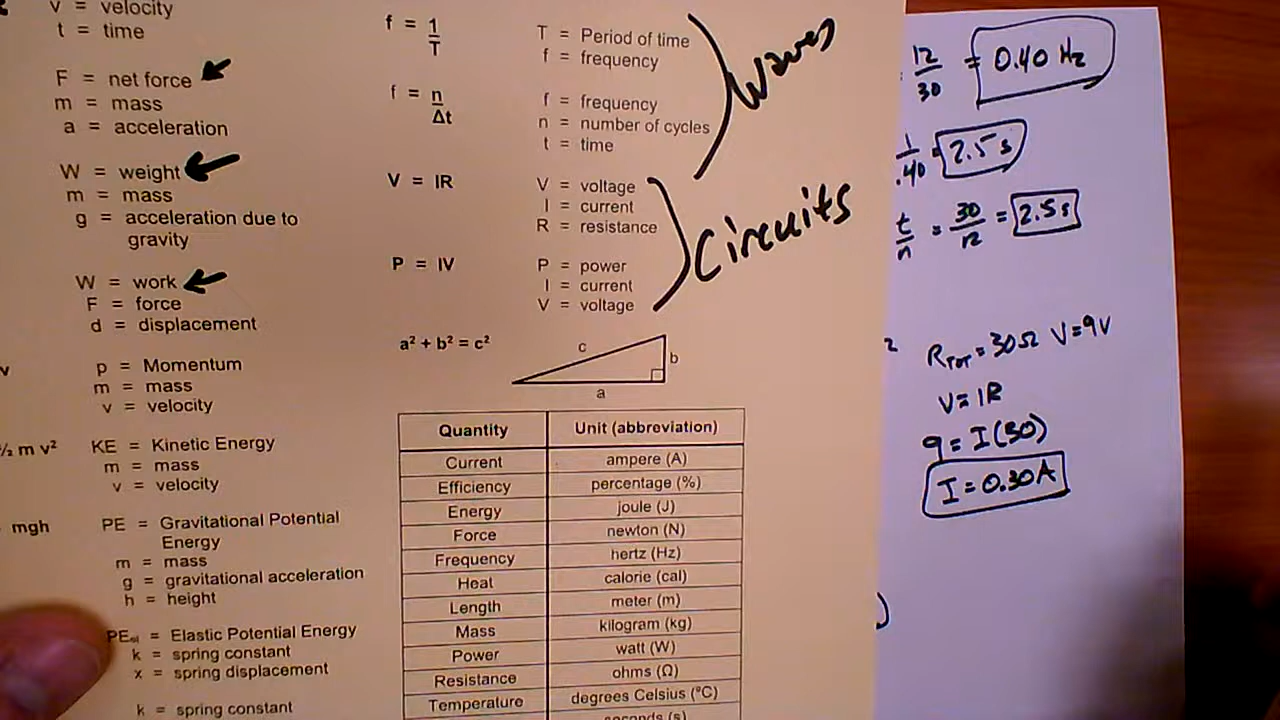 v = velocity
t = time
F = net force
m = mass
a = acceleration
W = weight
m = mass
g = acceleration due to
gravity
W = work
F = force
d = displacement
v
p = Momentum
m = mass
v = velocity
½ m v²
KE = Kinetic Energy
m = mass
v = velocity
mgh
PE = Gravitational Potential
Energy
m = mass
g = gravitational acceleration
h = height
PEel = Elastic Potential Energy
k = spring constant
x = spring displacement
k = spring constant
f = 1
T
T = Period of time
f = frequency
f = n
Δt
f = frequency
n = number of cycles
t = time
Waves
V = IR
V = voltage
I = current
R = resistance
P = IV
P = power
I = current
V = voltage
Circuits
a² + b² = c²
c
b
a
Quantity Unit (abbreviation)
Current ampere (A)
Efficiency percentage (%)
Energy joule (J)
Force newton (N)
Frequency hertz (Hz)
Heat calorie (cal)
Length meter (m)
Mass kilogram (kg)
Power watt (W)
Resistance ohms (Ω)
Temperature degrees Celsius (ºC)
seconds (s)
12
30
= 0.40 Hz
1
.40
= 2.5 s
t
n
= 30
12
= 2.5 s
2
RTOT = 30Ω V = 9V
V = IR
9 = I(30)
I = 0.30A